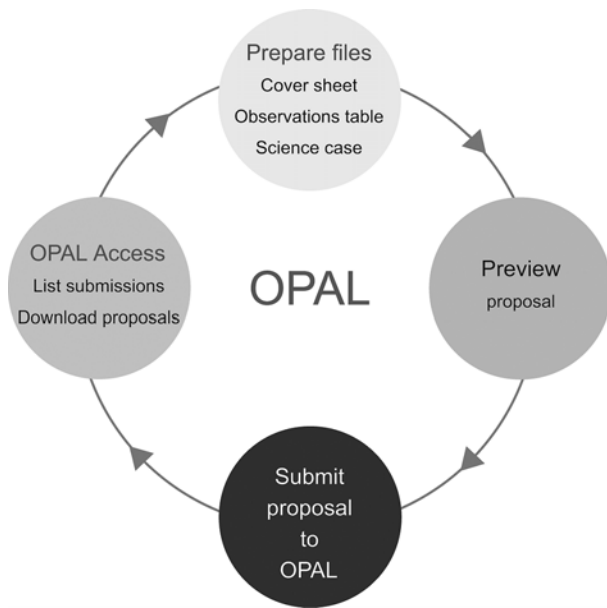 Prepare files
Cover sheet
Observations table
Science case
OPAL Access
List submissions
Download proposals
OPAL
Preview
proposal
Submit
proposal
to
OPAL